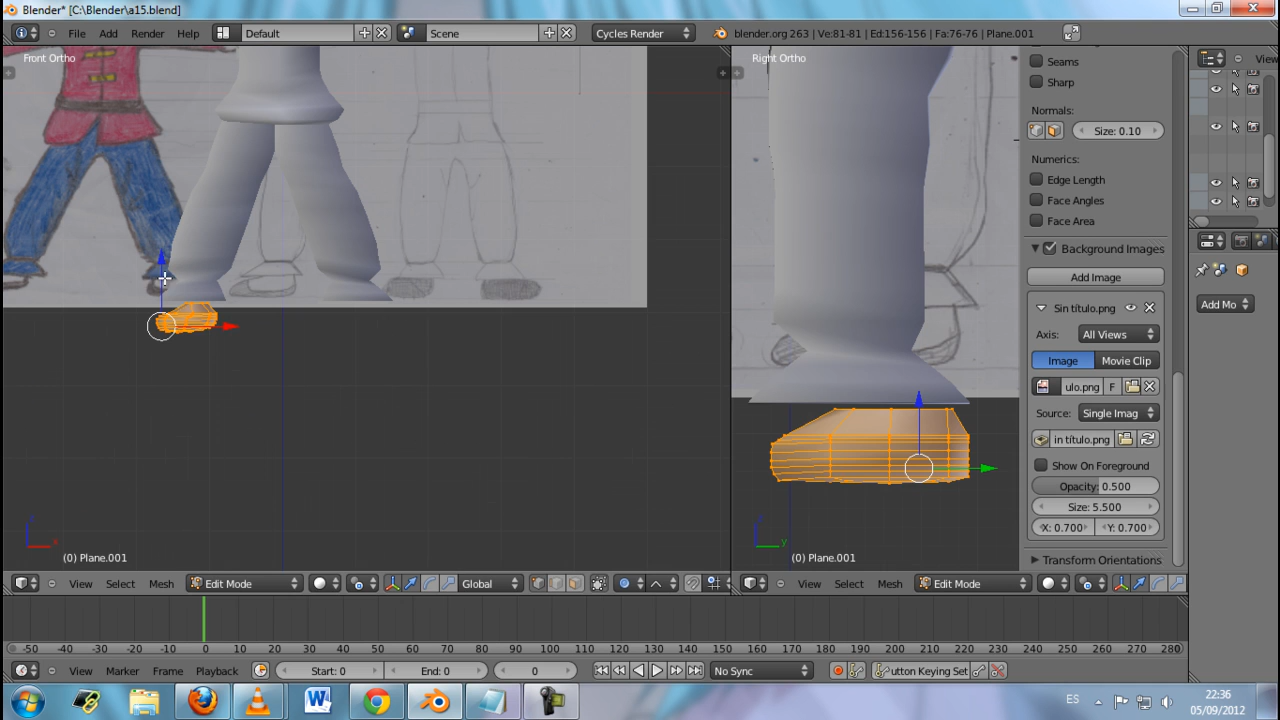 Blender* [C:\Blender\a15.blend]
File Add Render Help Default Scene Cycles Render blender.org 263 | Ve:81-81 | Ed:156-156 | Fa:76-76 | Plane.001
Front Ortho
(0) Plane.001
View Select Mesh Edit Mode Global
Right Ortho
(0) Plane.001
View Select Mesh Edit Mode
Seams
Sharp
Normals:
Size: 0.10
Numerics:
Edge Length
Face Angles
Face Area
Background Images
Add Image
Sin título.png
Axis: All Views
Image Movie Clip
ulo.png F
Source: Single Imag
in título.png
Show On Foreground
Opacity: 0.500
Size: 5.500
X: 0.700 Y: 0.700
Transform Orientations
View
Add Mo
-50 -40 -30 -20 -10 0 10 20 30 40 50 60 70 80 90 100 110 120 130 140 150 160 170 180 190 200 210 220 230 240 250 260 270 280
View Marker Frame Playback Start: 0 End: 0 0 No Sync utton Keying Set
ES 22:36
05/09/2012